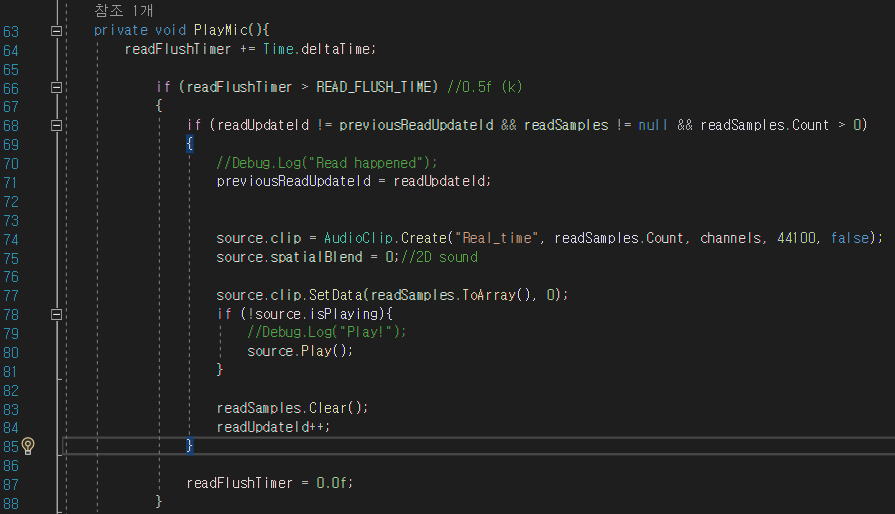 참조 1개
63 private void PlayMic(){
64 readFlushTimer += Time.deltaTime;
65
66 if (readFlushTimer > READ_FLUSH_TIME) //0.5f (k)
67 {
68 if (readUpdateId != previousReadUpdateId && readSamples != null && readSamples.Count > 0)
69 {
70 //Debug.Log("Read happened");
71 previousReadUpdateId = readUpdateId;
72
73
74 source.clip = AudioClip.Create("Real_time", readSamples.Count, channels, 44100, false);
75 source.spatialBlend = 0;//2D sound
76
77 source.clip.SetData(readSamples.ToArray(), 0);
78 if (!source.isPlaying){
79 //Debug.Log("Play!");
80 source.Play();
81 }
82
83 readSamples.Clear();
84 readUpdateId++;
85 }
86
87 readFlushTimer = 0.0f;
88 }